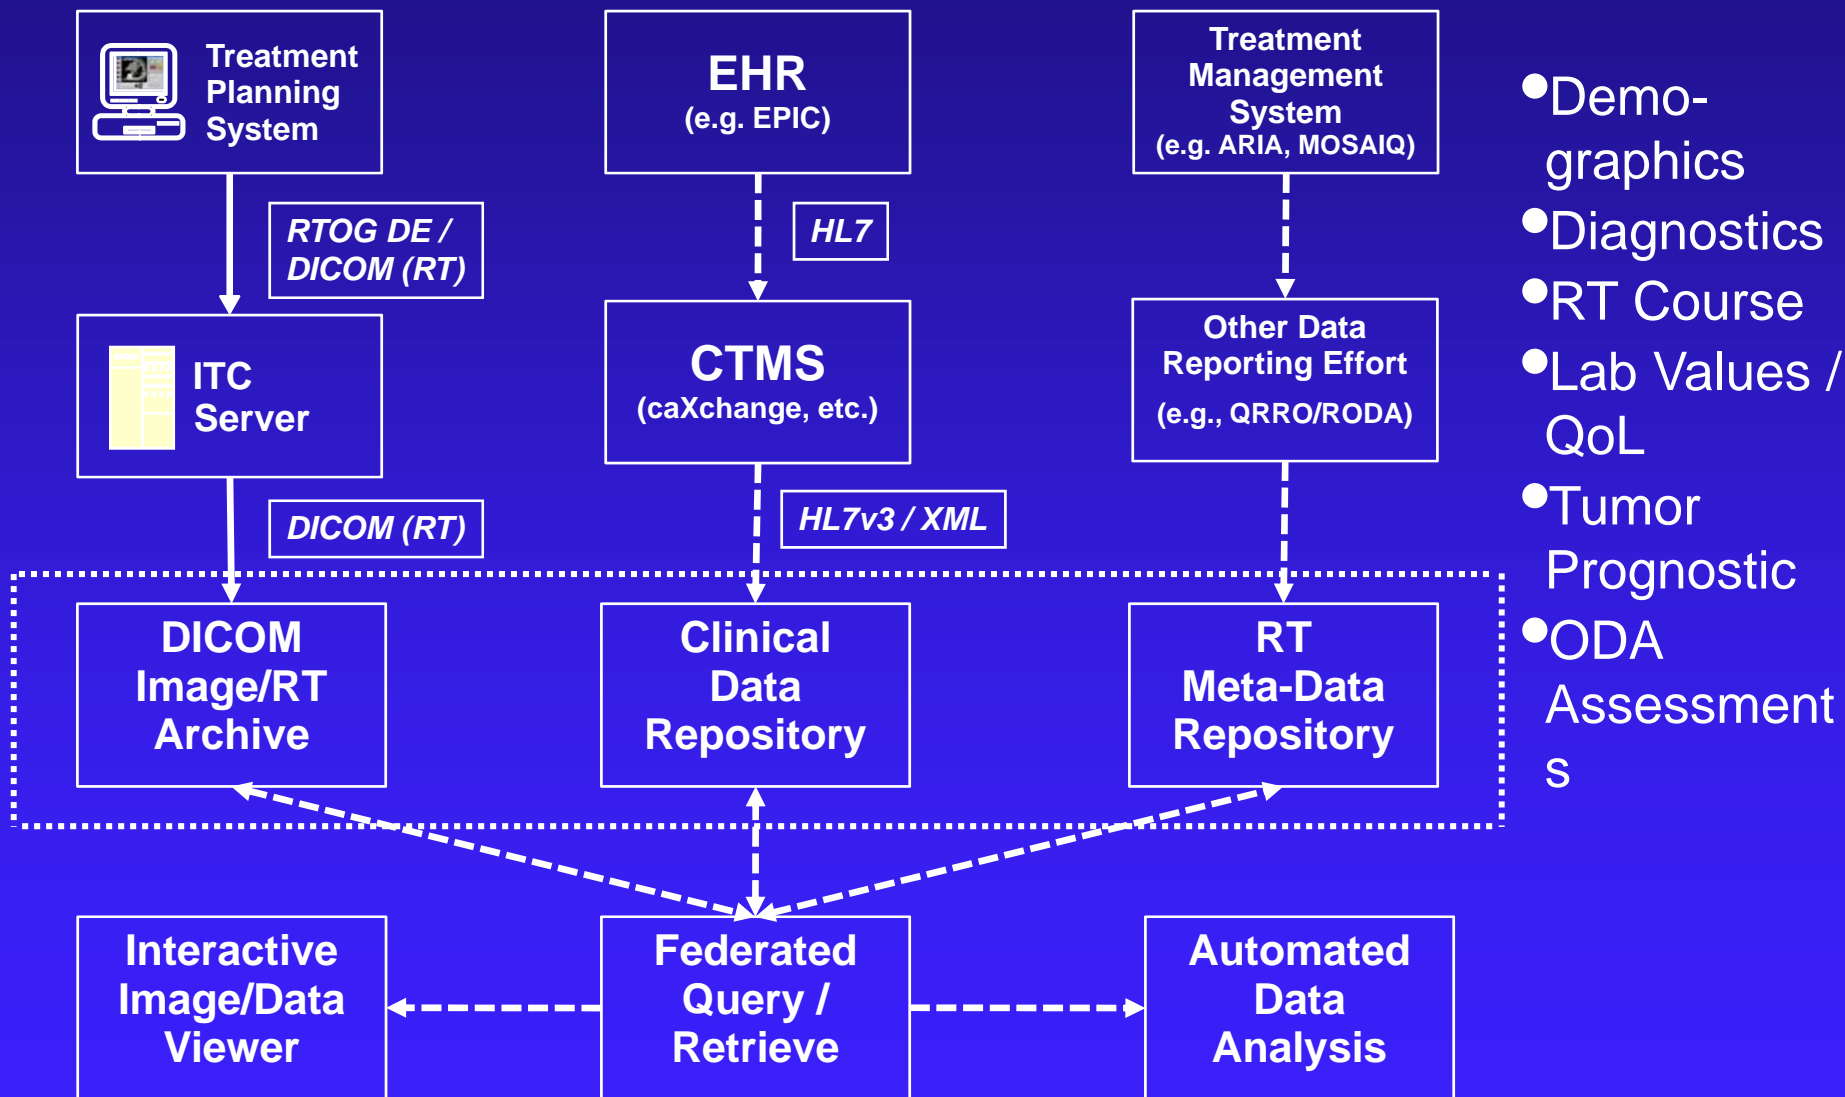 Treatment
Planning
System
EHR
(e.g. EPIC)
Treatment
Management
System
(e.g. ARIA, MOSAIQ)
RTOG DE /
DICOM (RT)
HL7
ITC
Server
CTMS
(caXchange, etc.)
Other Data
Reporting Effort
(e.g., QRRO/RODA)
DICOM (RT)
HL7v3 / XML
DICOM
Image/RT
Archive
Clinical
Data
Repository
RT
Meta-Data
Repository
Interactive
Image/Data
Viewer
Federated
Query /
Retrieve
Automated
Data
Analysis
•Demo-
graphics
•Diagnostics
•RT Course
•Lab Values /
QoL
•Tumor
Prognostic
•ODA
Assessment
s